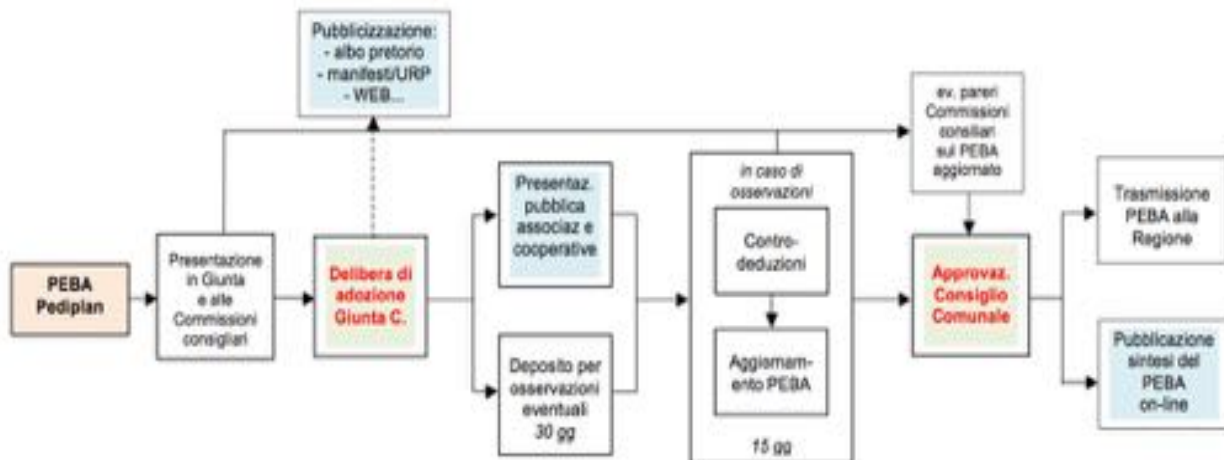 Pubblicizzazione:
- albo pretorio
- manifesti/URP
- WEB...
ev. pareri
Commissioni
consiliari
sul PEBA
aggiornato
in caso di
osservazioni
Presentaz.
pubblica
associaz e
cooperative
Trasmissione
PEBA alla
Regione
PEBA
Pediplan
Presentazione
in Giunta
e alle
Commissioni
consigliari
Delibera di
adozione
Giunta C.
Contro-
deduzioni
Approvaz.
Consiglio
Comunale
Deposito per
osservazioni
eventuali
30 gg
Aggiornam-
ento PEBA
15 gg
Pubblicazione
sintesi del
PEBA
on-line